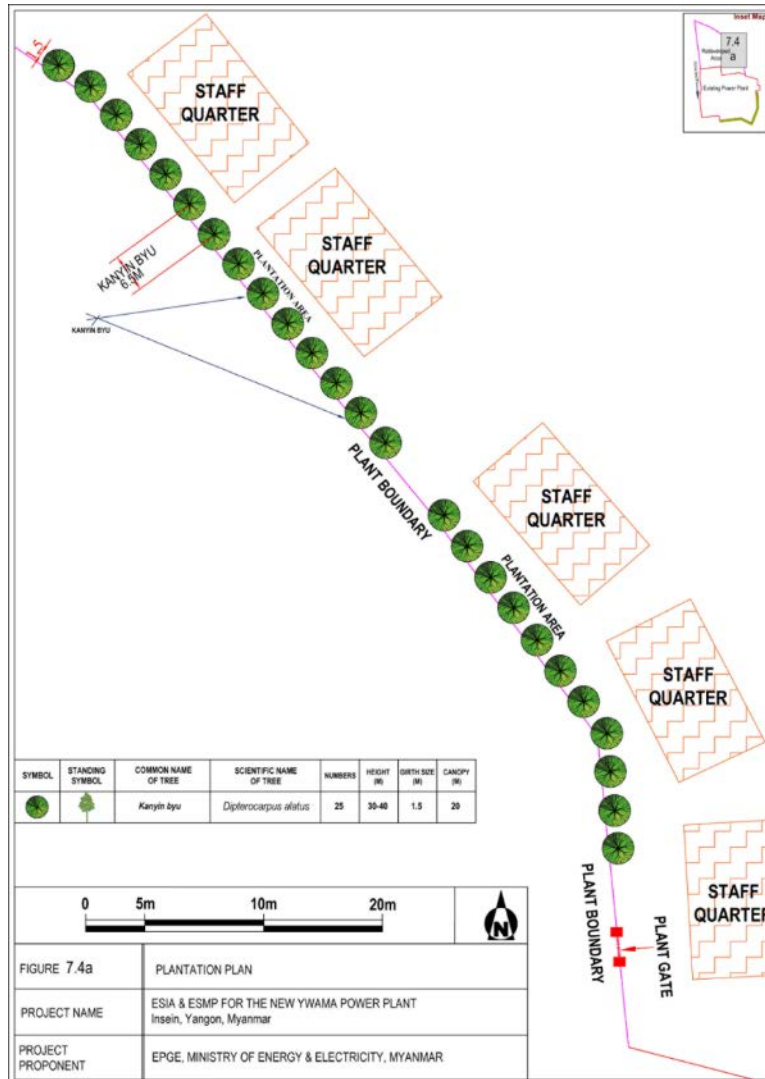 Inset Map
7.4
a
Existing Power Plant
1.5
STAFF
QUARTER
STAFF
QUARTER
KANYIN BYU
6.5M
PLANTATION AREA
KANYIN BYU
PLANT BOUNDARY
STAFF
QUARTER
PLANTATION AREA
STAFF
QUARTER
SYMBOL STANDING SYMBOL COMMON NAME OF TREE SCIENTIFIC NAME OF TREE NUMBERS HEIGHT (M) GIRTH SIZE (M) CANOPY (M)
Kanyin byu Dipterocarpus alatus 25 30-40 1.5 20
STAFF
QUARTER
PLANT BOUNDARY
PLANT GATE
0 5m 10m 20m
N
FIGURE 7.4a PLANTATION PLAN
PROJECT NAME ESIA & ESMP FOR THE NEW YWAMA POWER PLANT
Insein, Yangon, Myanmar
PROJECT PROPONENT EPGE, MINISTRY OF ENERGY & ELECTRICITY, MYANMAR